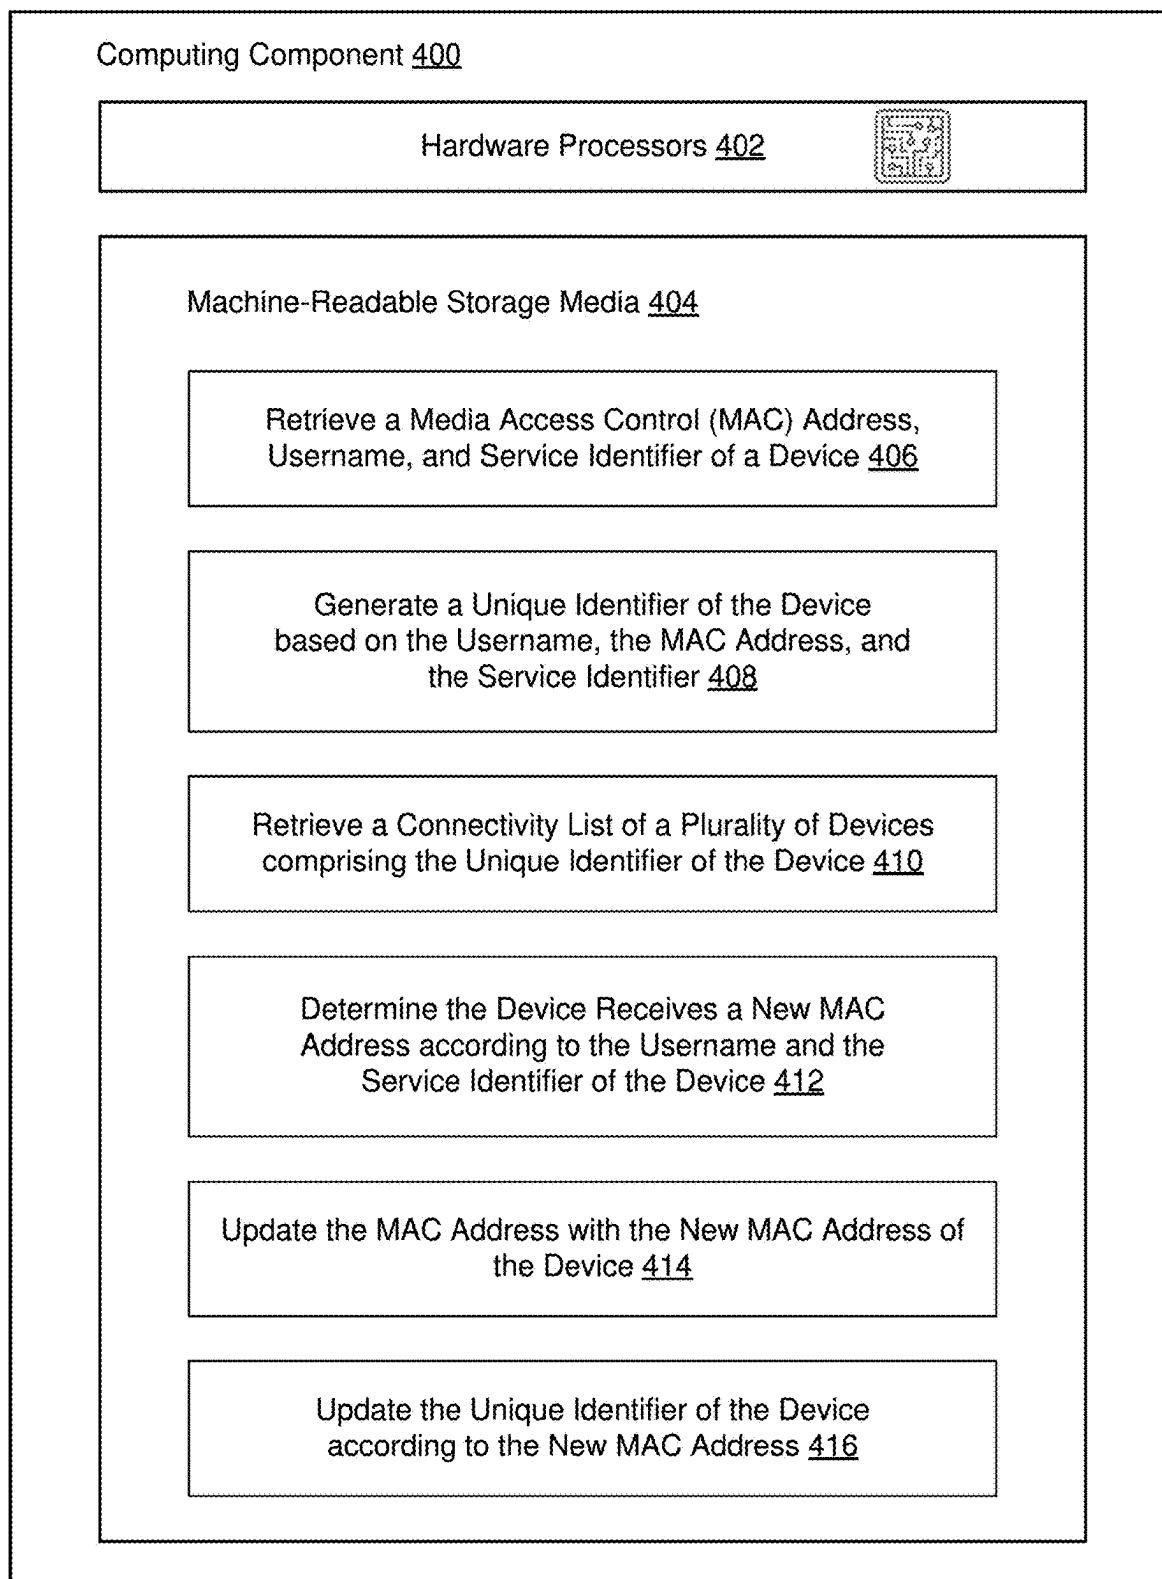 Computing Component 400
Hardware Processors 402
Machine-Readable Storage Media 404
Retrieve a Media Access Control (MAC) Address,
Username, and Service Identifier of a Device 406
Generate a Unique Identifier of the Device
based on the Username, the MAC Address, and
the Service Identifier 408
Retrieve a Connectivity List of a Plurality of Devices
comprising the Unique Identifier of the Device 410
Determine the Device Receives a New MAC
Address according to the Username and the
Service Identifier of the Device 412
Update the MAC Address with the New MAC Address of
the Device 414
Update the Unique Identifier of the Device
according to the New MAC Address 416